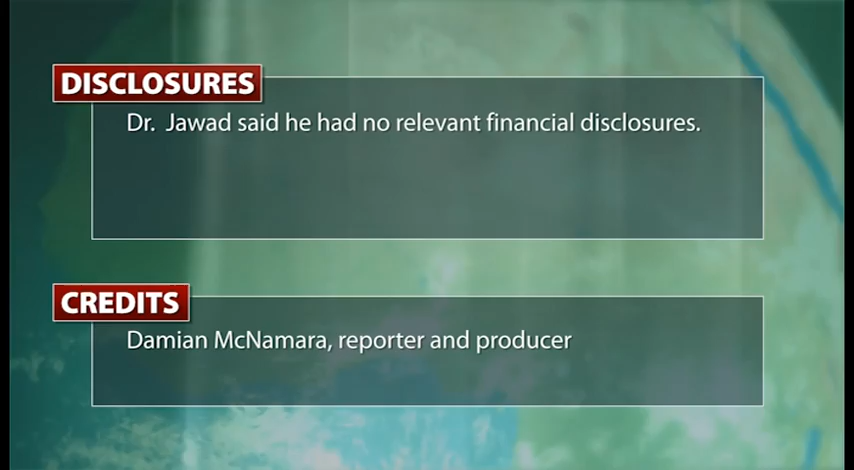 DISCLOSURES
Dr. Jawad said he had no relevant financial disclosures.
CREDITS
Damian McNamara, reporter and producer